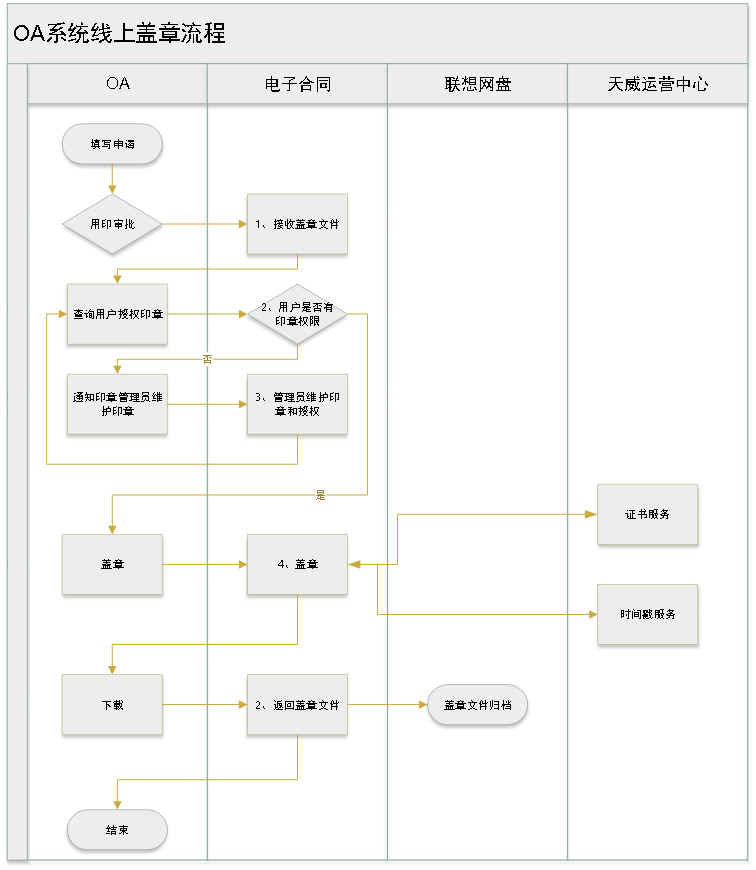 OA系统线上盖章流程
OA
电子合同
联想网盘
天威运营中心
填写申请
用印审批
1、接收盖章文件
查询用户授权印章
2、用户是否有
印章权限
否
通知印章管理员维
护印章
3、管理员维护印
章和授权
是
证书服务
盖章
4、盖章
时间戳服务
下载
2、返回盖章文件
盖章文件归档
结束